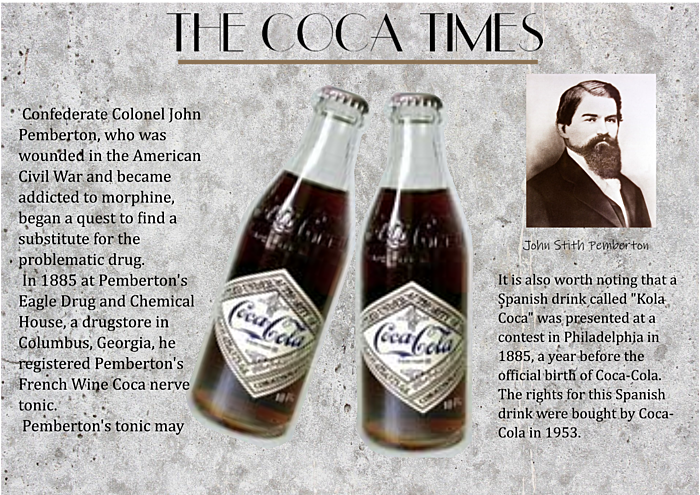 THE COCA TIMES
Confederate Colonel John
Pemberton, who was
wounded in the American
Civil War and became
addicted to morphine,
began a quest to find a
substitute for the
problematic drug.
In 1885 at Pemberton's
Eagle Drug and Chemical
House, a drugstore in
Columbus, Georgia, he
registered Pemberton's
French Wine Coca nerve
tonic.
Pemberton's tonic may
Coca-Cola
Coca-Cola
John Stith Pemberton
It is also worth noting that a
Spanish drink called "Kola
Coca" was presented at a
contest in Philadelphia in
1885, a year before the
official birth of Coca-Cola.
The rights for this Spanish
drink were bought by Coca-
Cola in 1953.